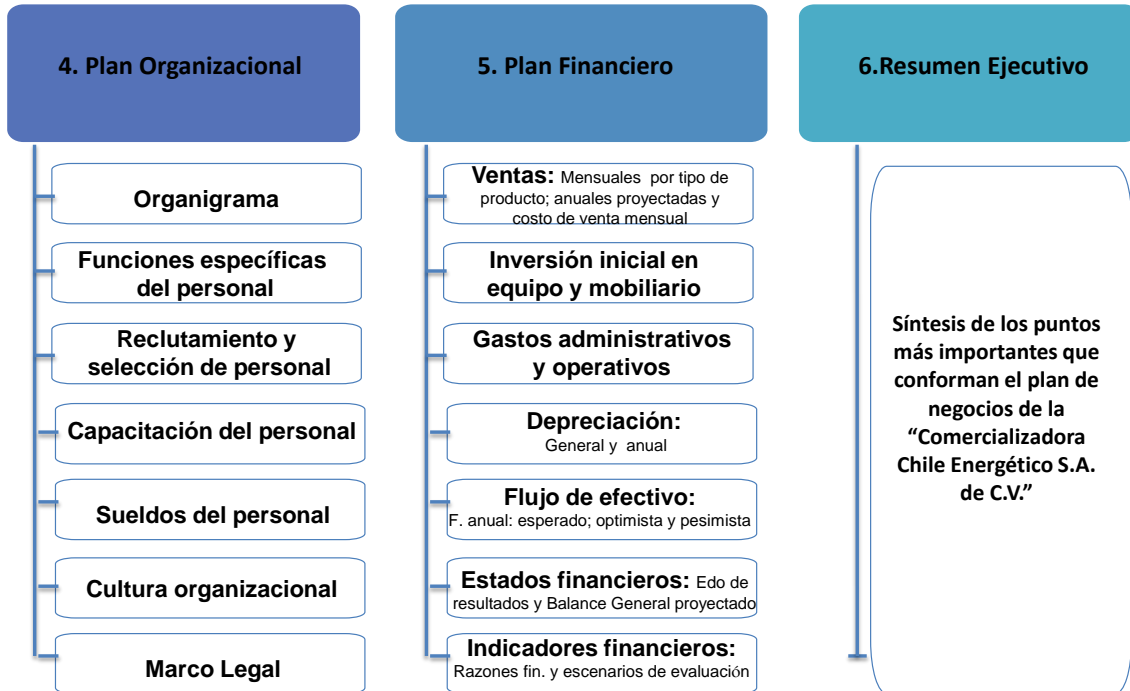 4. Plan Organizacional
Organigrama
Funciones específicas
del personal
Reclutamiento y
selección de personal
Capacitación del personal
Sueldos del personal
Cultura organizacional
Marco Legal
5. Plan Financiero
Ventas: Mensuales por tipo de
producto; anuales proyectadas y
costo de venta mensual
Inversión inicial en
equipo y mobiliario
Gastos administrativos
y operativos
Depreciación:
General y anual
Flujo de efectivo:
F. anual: esperado; optimista y pesimista
Estados financieros: Edo de
resultados y Balance General proyectado
Indicadores financieros:
Razones fin. y escenarios de evaluación
6.Resumen Ejecutivo
Síntesis de los puntos
más importantes que
conforman el plan de
negocios de la
“Comercializadora
Chile Energético S.A.
de C.V.”